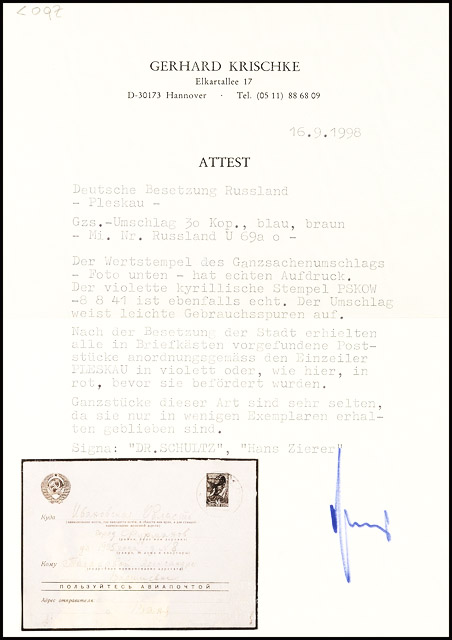 GERHARD KRISCHKE
Elkartallee 17
D-30173 Hannover · Tel. (05 11) 88 68 09
16.9.1998
ATTEST
Deutsche Besetzung Russland
- Pleskau -
Gzs.-Umschlag 30 Kop., blau, braun
- Mi. Nr. Russland U 69a o -
Der Wertstempel des Ganzsachenumschlags
- Foto unten - hat echten Aufdruck.
Der violette kyrillische Stempel PSKOW
-8 8 41 ist ebenfalls echt. Der Umschlag
weist leichte Gebrauchsspuren auf.
Nach der Besetzung der Stadt erhielten
alle in Briefkästen vorgefundene Post-
stücke anordnungsgemäss den Einzeiler
PLESKAU in violett oder, wie hier, in
rot, bevor sie befördert wurden.
Ganzstücke dieser Art sind sehr selten,
da sie nur in wenigen Exemplaren erhal-
ten geblieben sind.
Signa: "DR.SCHULTZ", "Hans Zierer"
Куда
Кому
ПОЛЬЗУЙТЕСЬ АВИАПОЧТОЙ
Адрес отправителя: